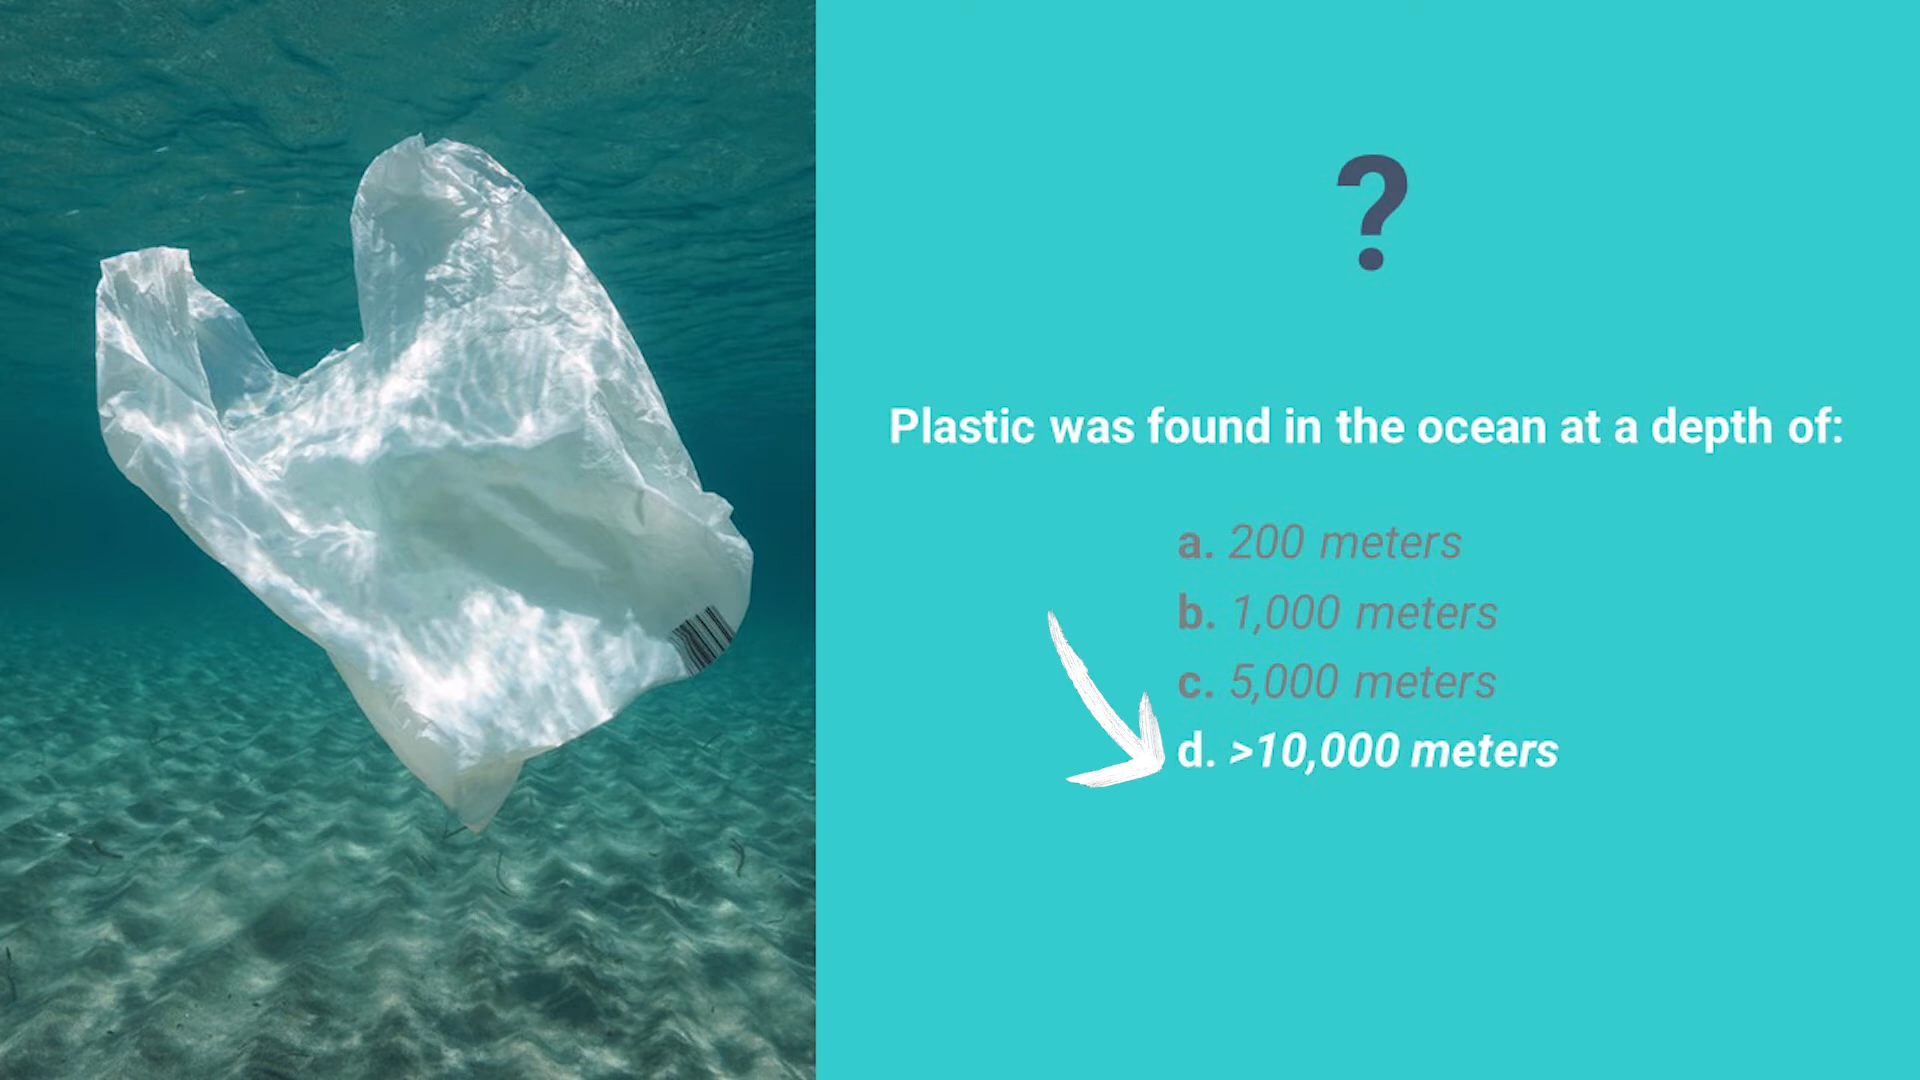 ?
Plastic was found in the ocean at a depth of:
a. 200 meters
b. 1,000 meters
c. 5,000 meters
d. >10,000 meters